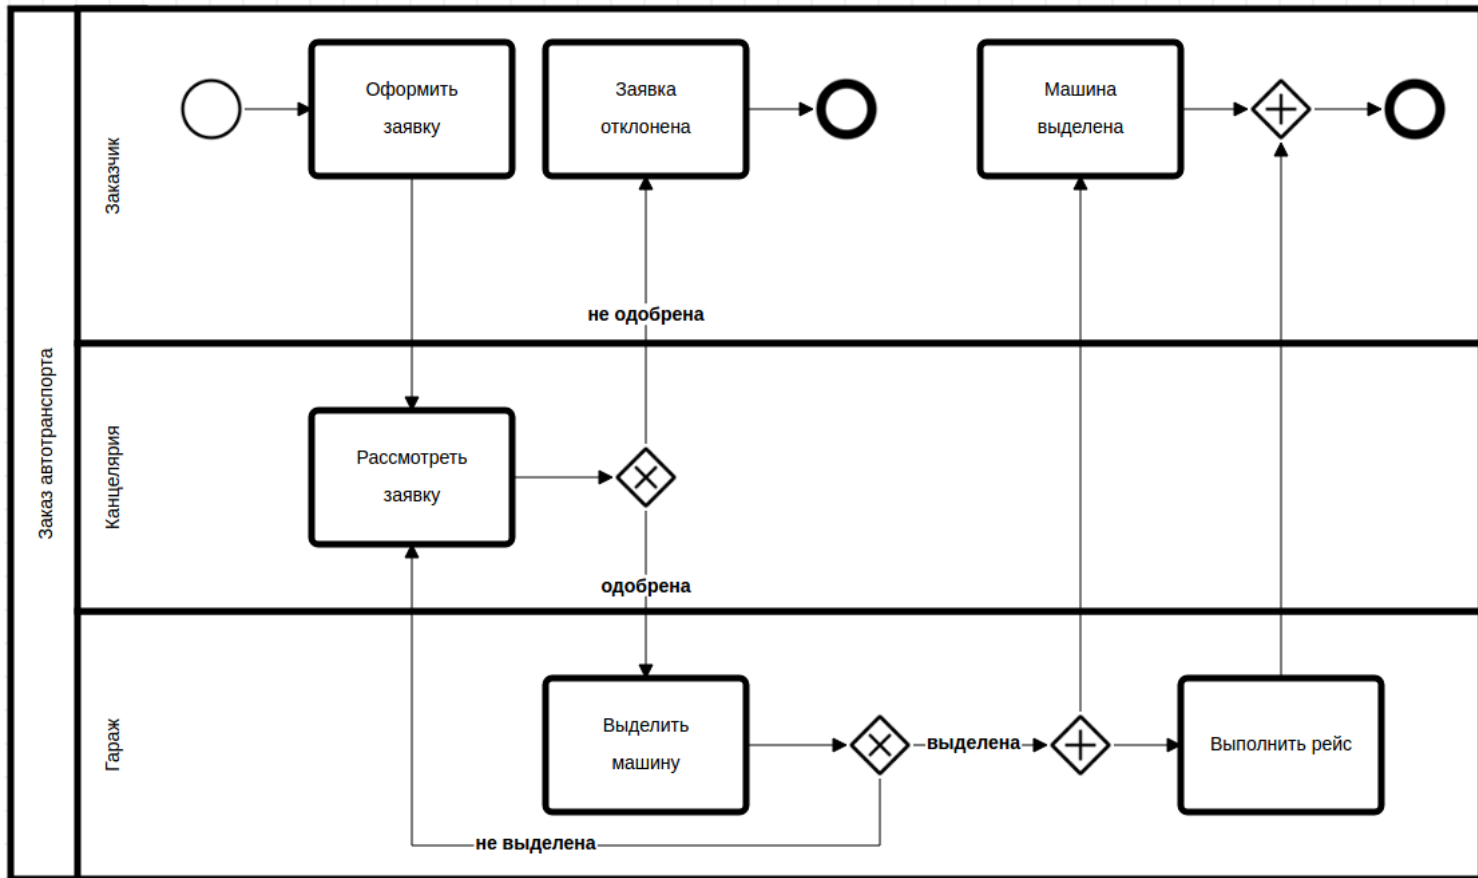 Заказ автотранспорта
Заказчик
Оформить
заявку
Заявка
отклонена
Машина
выделена
не одобрена
Канцелярия
Рассмотреть
заявку
одобрена
Гараж
Выделить
машину
выделена
Выполнить рейс
не выделена